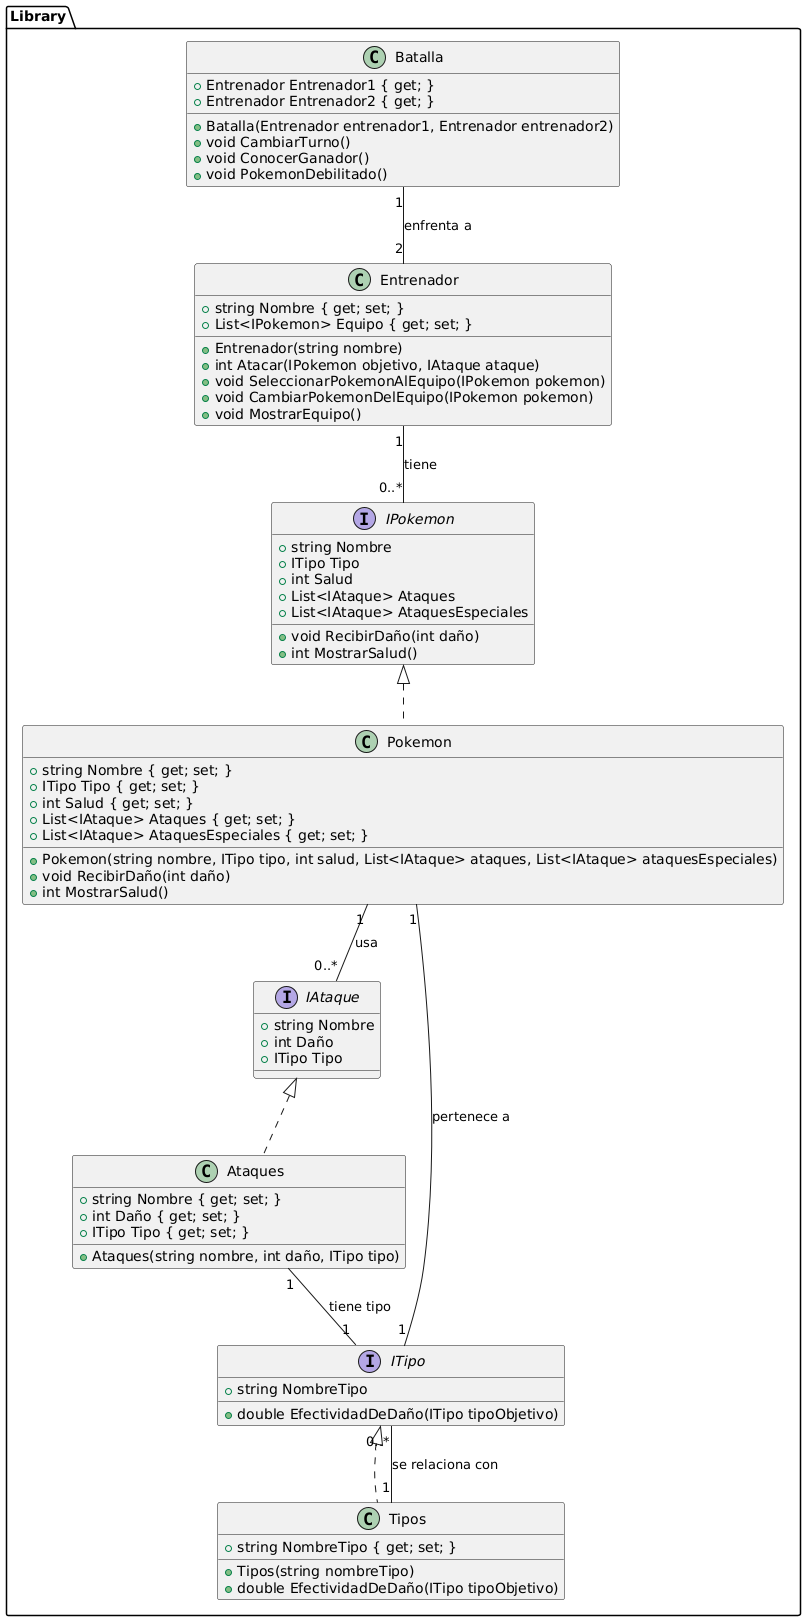 Library
C Batalla
Entrenador Entrenador1 { get; }
Entrenador Entrenador2 { get; }
Batalla(Entrenador entrenador1, Entrenador entrenador2)
void CambiarTurno()
void ConocerGanador()
void PokemonDebilitado()
1
enfrenta a
2
C Entrenador
string Nombre { get; set; }
List<IPokemon> Equipo { get; set; }
Entrenador(string nombre)
int Atacar(IPokemon objetivo, IAtaque ataque)
void SeleccionarPokemonAlEquipo(IPokemon pokemon)
void CambiarPokemonDelEquipo(IPokemon pokemon)
void MostrarEquipo()
1
tiene
0..*
I IPokemon
string Nombre
ITipo Tipo
int Salud
List<IAtaque> Ataques
List<IAtaque> AtaquesEspeciales
void RecibirDaño(int daño)
int MostrarSalud()
C Pokemon
string Nombre { get; set; }
ITipo Tipo { get; set; }
int Salud { get; set; }
List<IAtaque> Ataques { get; set; }
List<IAtaque> AtaquesEspeciales { get; set; }
Pokemon(string nombre, ITipo tipo, int salud, List<IAtaque> ataques, List<IAtaque> ataquesEspeciales)
void RecibirDaño(int daño)
int MostrarSalud()
1 1
usa
0..*
I IAtaque
string Nombre
int Daño
ITipo Tipo
pertenece a
C Ataques
string Nombre { get; set; }
int Daño { get; set; }
ITipo Tipo { get; set; }
Ataques(string nombre, int daño, ITipo tipo)
1
tiene tipo
1 1
I ITipo
string NombreTipo
double EfectividadDeDaño(ITipo tipoObjetivo)
0..*
se relaciona con
1
C Tipos
string NombreTipo { get; set; }
Tipos(string nombreTipo)
double EfectividadDeDaño(ITipo tipoObjetivo)